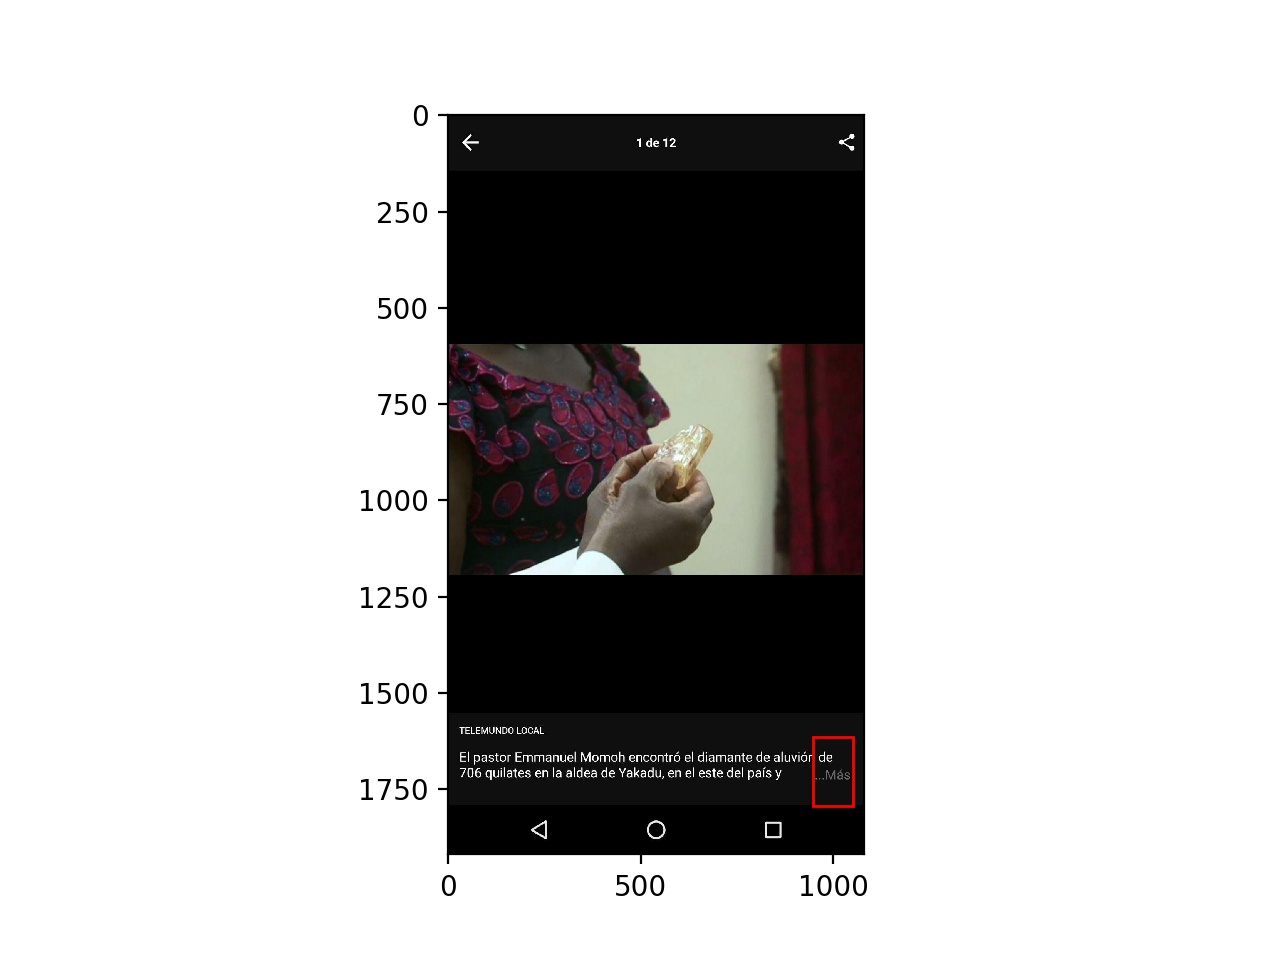 0
250
500
750
1000
1250
1500
1750
1 de 12
TELEMUNDO LOCAL
El pastor Emmanuel Momoh encontró el diamante de aluvión de
706 quilates en la aldea de Yakadu, en el este del país y ...Más
0 500 1000